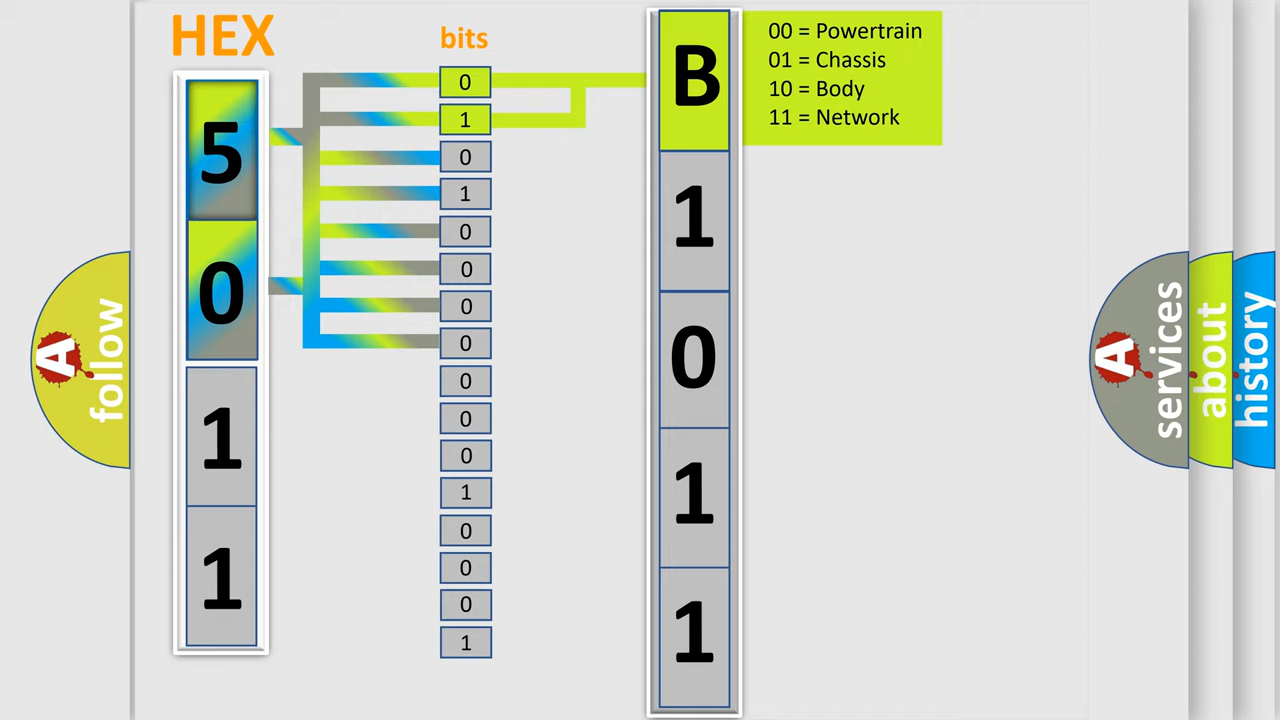 HEX
bits
5
0
1
1
0
1
0
1
0
0
0
0
0
0
0
1
0
0
0
1
B
1
0
1
1
00 = Powertrain
01 = Chassis
10 = Body
11 = Network
A
follow
A
services
about
history